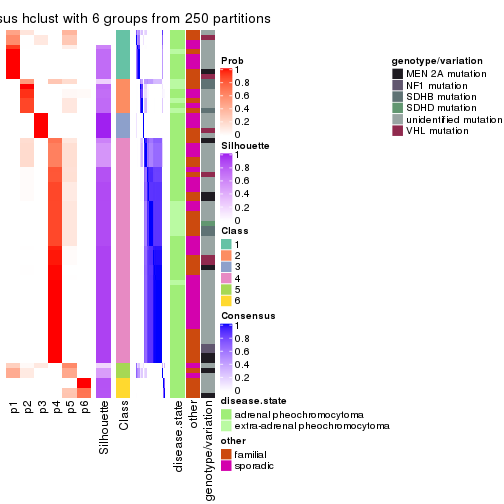 sus hclust with 6 groups from 250 partitions
Prob
1
0.8
0.6
0.4
0.2
0
Silhouette
1
0.8
0.6
0.4
0.2
0
Class
1
2
3
4
5
6
Consensus
1
0.8
0.6
0.4
0.2
0
disease.state
adrenal pheochromocytoma
extra-adrenal pheochromocytoma
other
familial
sporadic
genotype/variation
MEN 2A mutation
NF1 mutation
SDHB mutation
SDHD mutation
unidentified mutation
VHL mutation
p1
p2
p3
p4
p5
p6
Silhouette
Class
disease.state
other
genotype/variation